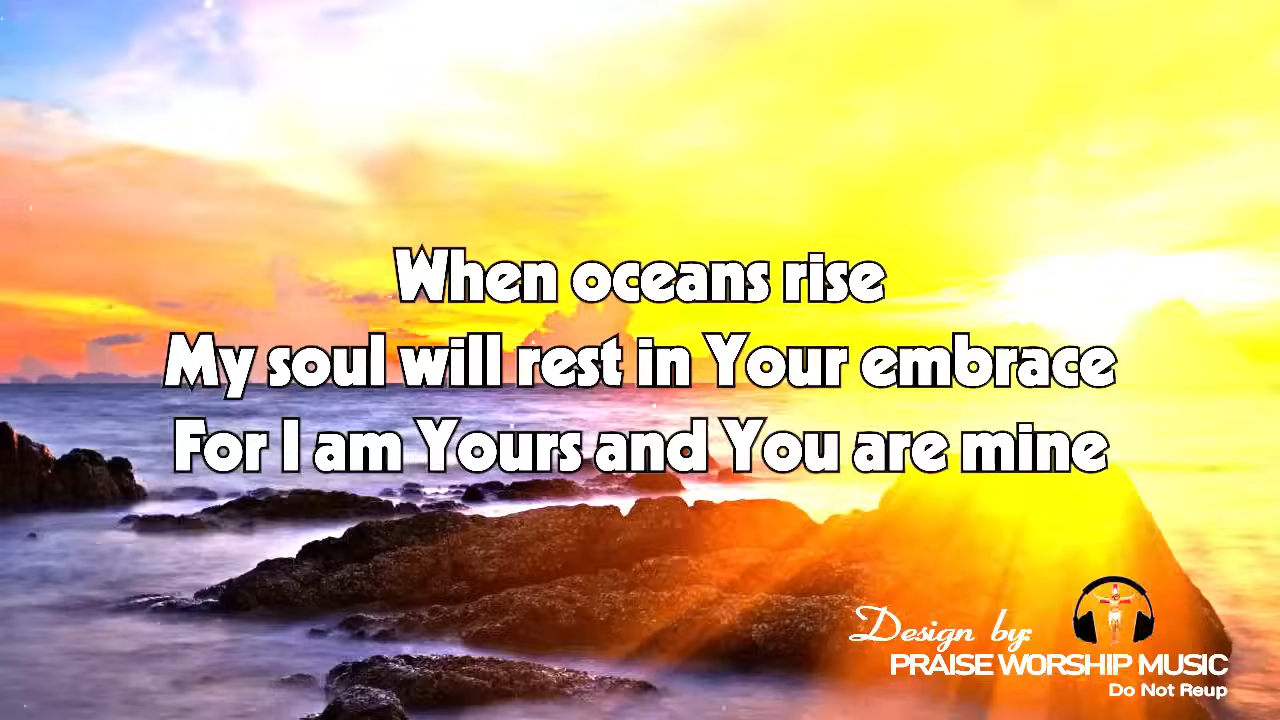 When oceans rise
My soul will rest in Your embrace
For I am Yours and You are mine
Design by:
PRAISE WORSHIP MUSIC
Do Not Reup